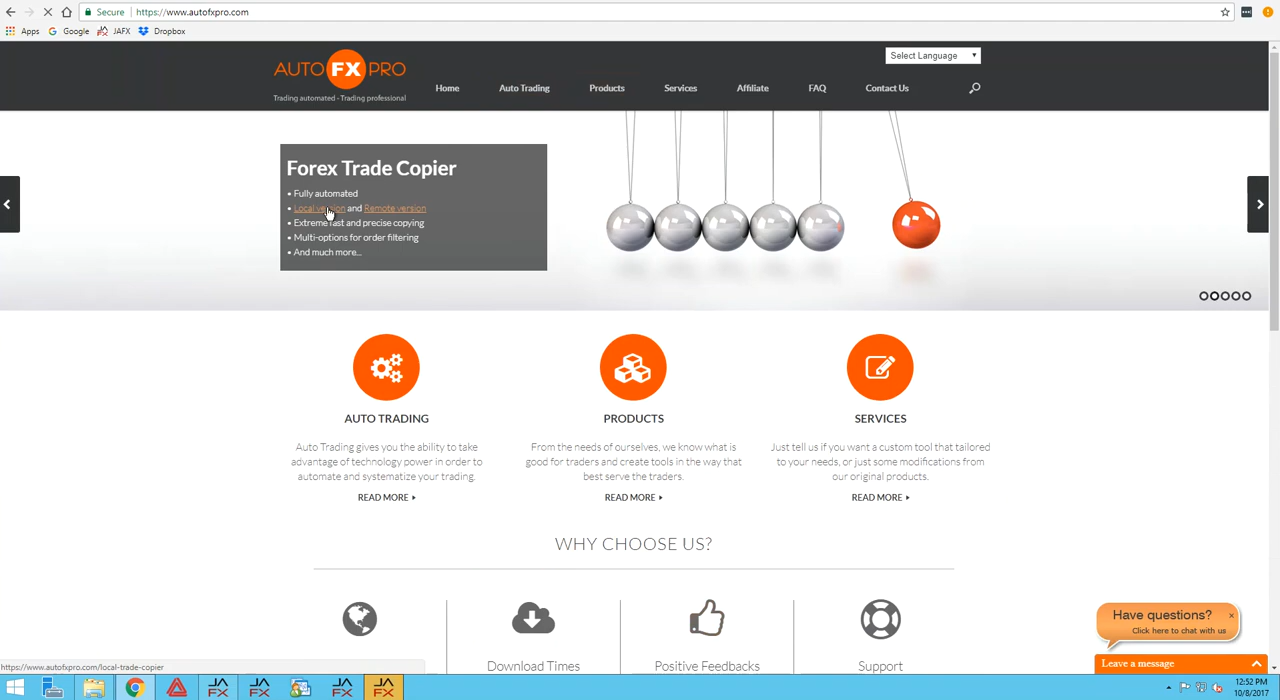 Secure
https://www.autofxpro.com
Apps
Google
JAFX
Dropbox
AUTO FX PRO
Trading automated - Trading professional
Select Language
Home
Auto Trading
Products
Services
Affiliate
FAQ
Contact Us
Forex Trade Copier
• Fully automated
• Local version and Remote version
• Extreme fast and precise copying
• Multi-options for order filtering
• And much more...
AUTO TRADING
Auto Trading gives you the ability to take
advantage of technology power in order to
automate and systematize your trading.
READ MORE
PRODUCTS
From the needs of ourselves, we know what is
good for traders and create tools in the way that
best serve the traders.
READ MORE
SERVICES
Just tell us if you want a custom tool that tailored
to your needs, or just some modifications from
our original products.
READ MORE
WHY CHOOSE US?
Download Times
Positive Feedbacks
Support
Have questions?
Click here to chat with us
Leave a message
https://www.autofxpro.com/local-trade-copier
12:52 PM
10/8/2017